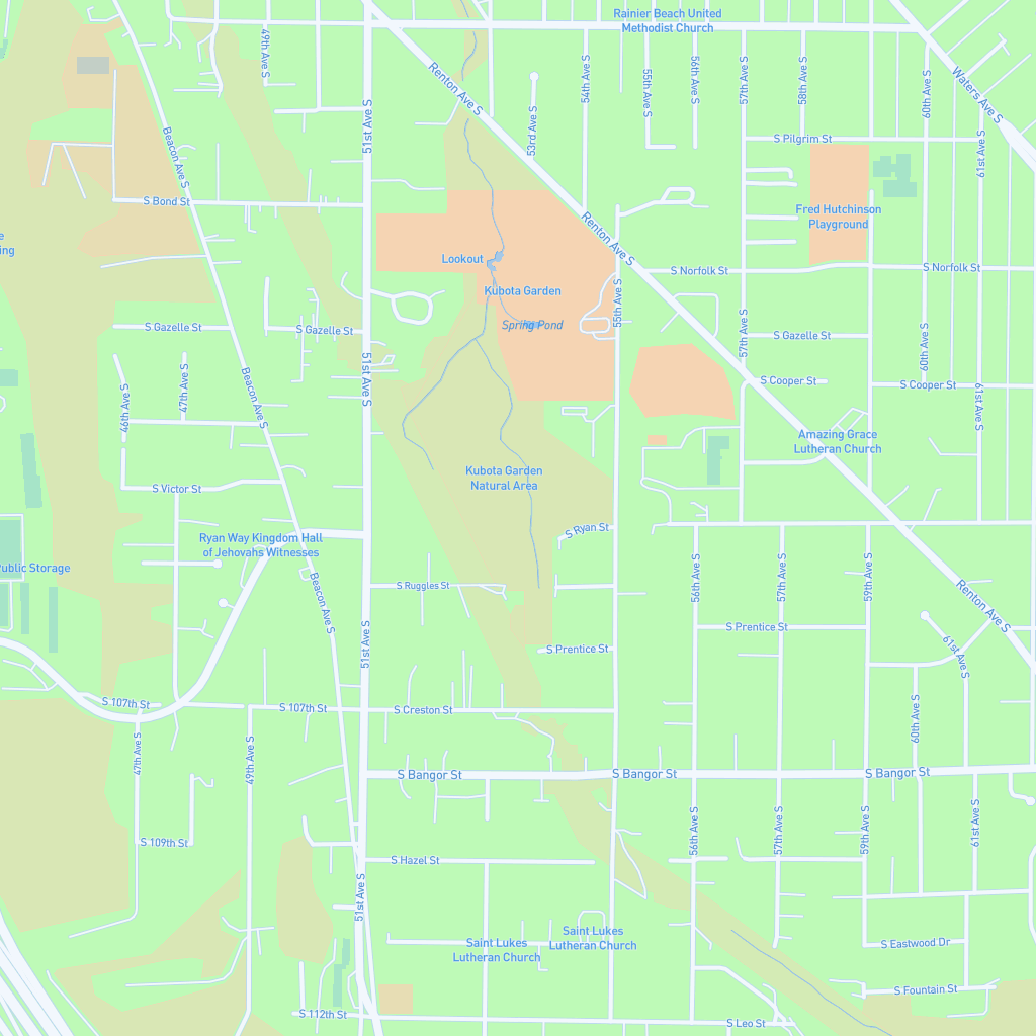 Rainier Beach United
Methodist Church
49th Ave S
Renton Ave S
54th Ave S
55th Ave S
56th Ave S
57th Ave S
58th Ave S
60th Ave S
Waters Ave S
51st Ave S
53rd Ave S
61st Ave S
S Pilgrim St
Beacon Ave S
S Bond St
Fred Hutchinson
Playground
Renton Ave S
ing
Lookout
S Norfolk St
S Norfolk St
Kubota Garden
55th Ave S
Spring Pond
S Gazelle St
S Gazelle St
57th Ave S
S Gazelle St
60th Ave S
51st Ave S
47th Ave S
Beacon Ave S
46th Ave S
S Cooper St
S Cooper St
61st Ave S
Amazing Grace
Lutheran Church
Kubota Garden
Natural Area
S Victor St
S Ryan St
Ryan Way Kingdom Hall
of Jehovahs Witnesses
Public Storage
Beacon Ave S
S Ruggles St
56th Ave S
57th Ave S
59th Ave S
Renton Ave S
S Prentice St
51st Ave S
S Prentice St
61st Ave S
S 107th St
S 107th St
S Creston St
60th Ave S
47th Ave S
49th Ave S
S Bangor St
S Bangor St
S Bangor St
56th Ave S
57th Ave S
59th Ave S
61st Ave S
S 109th St
S Hazel St
51st Ave S
Saint Lukes
Lutheran Church
Saint Lukes
Lutheran Church
S Eastwood Dr
S Fountain St
S 112th St
S Leo St